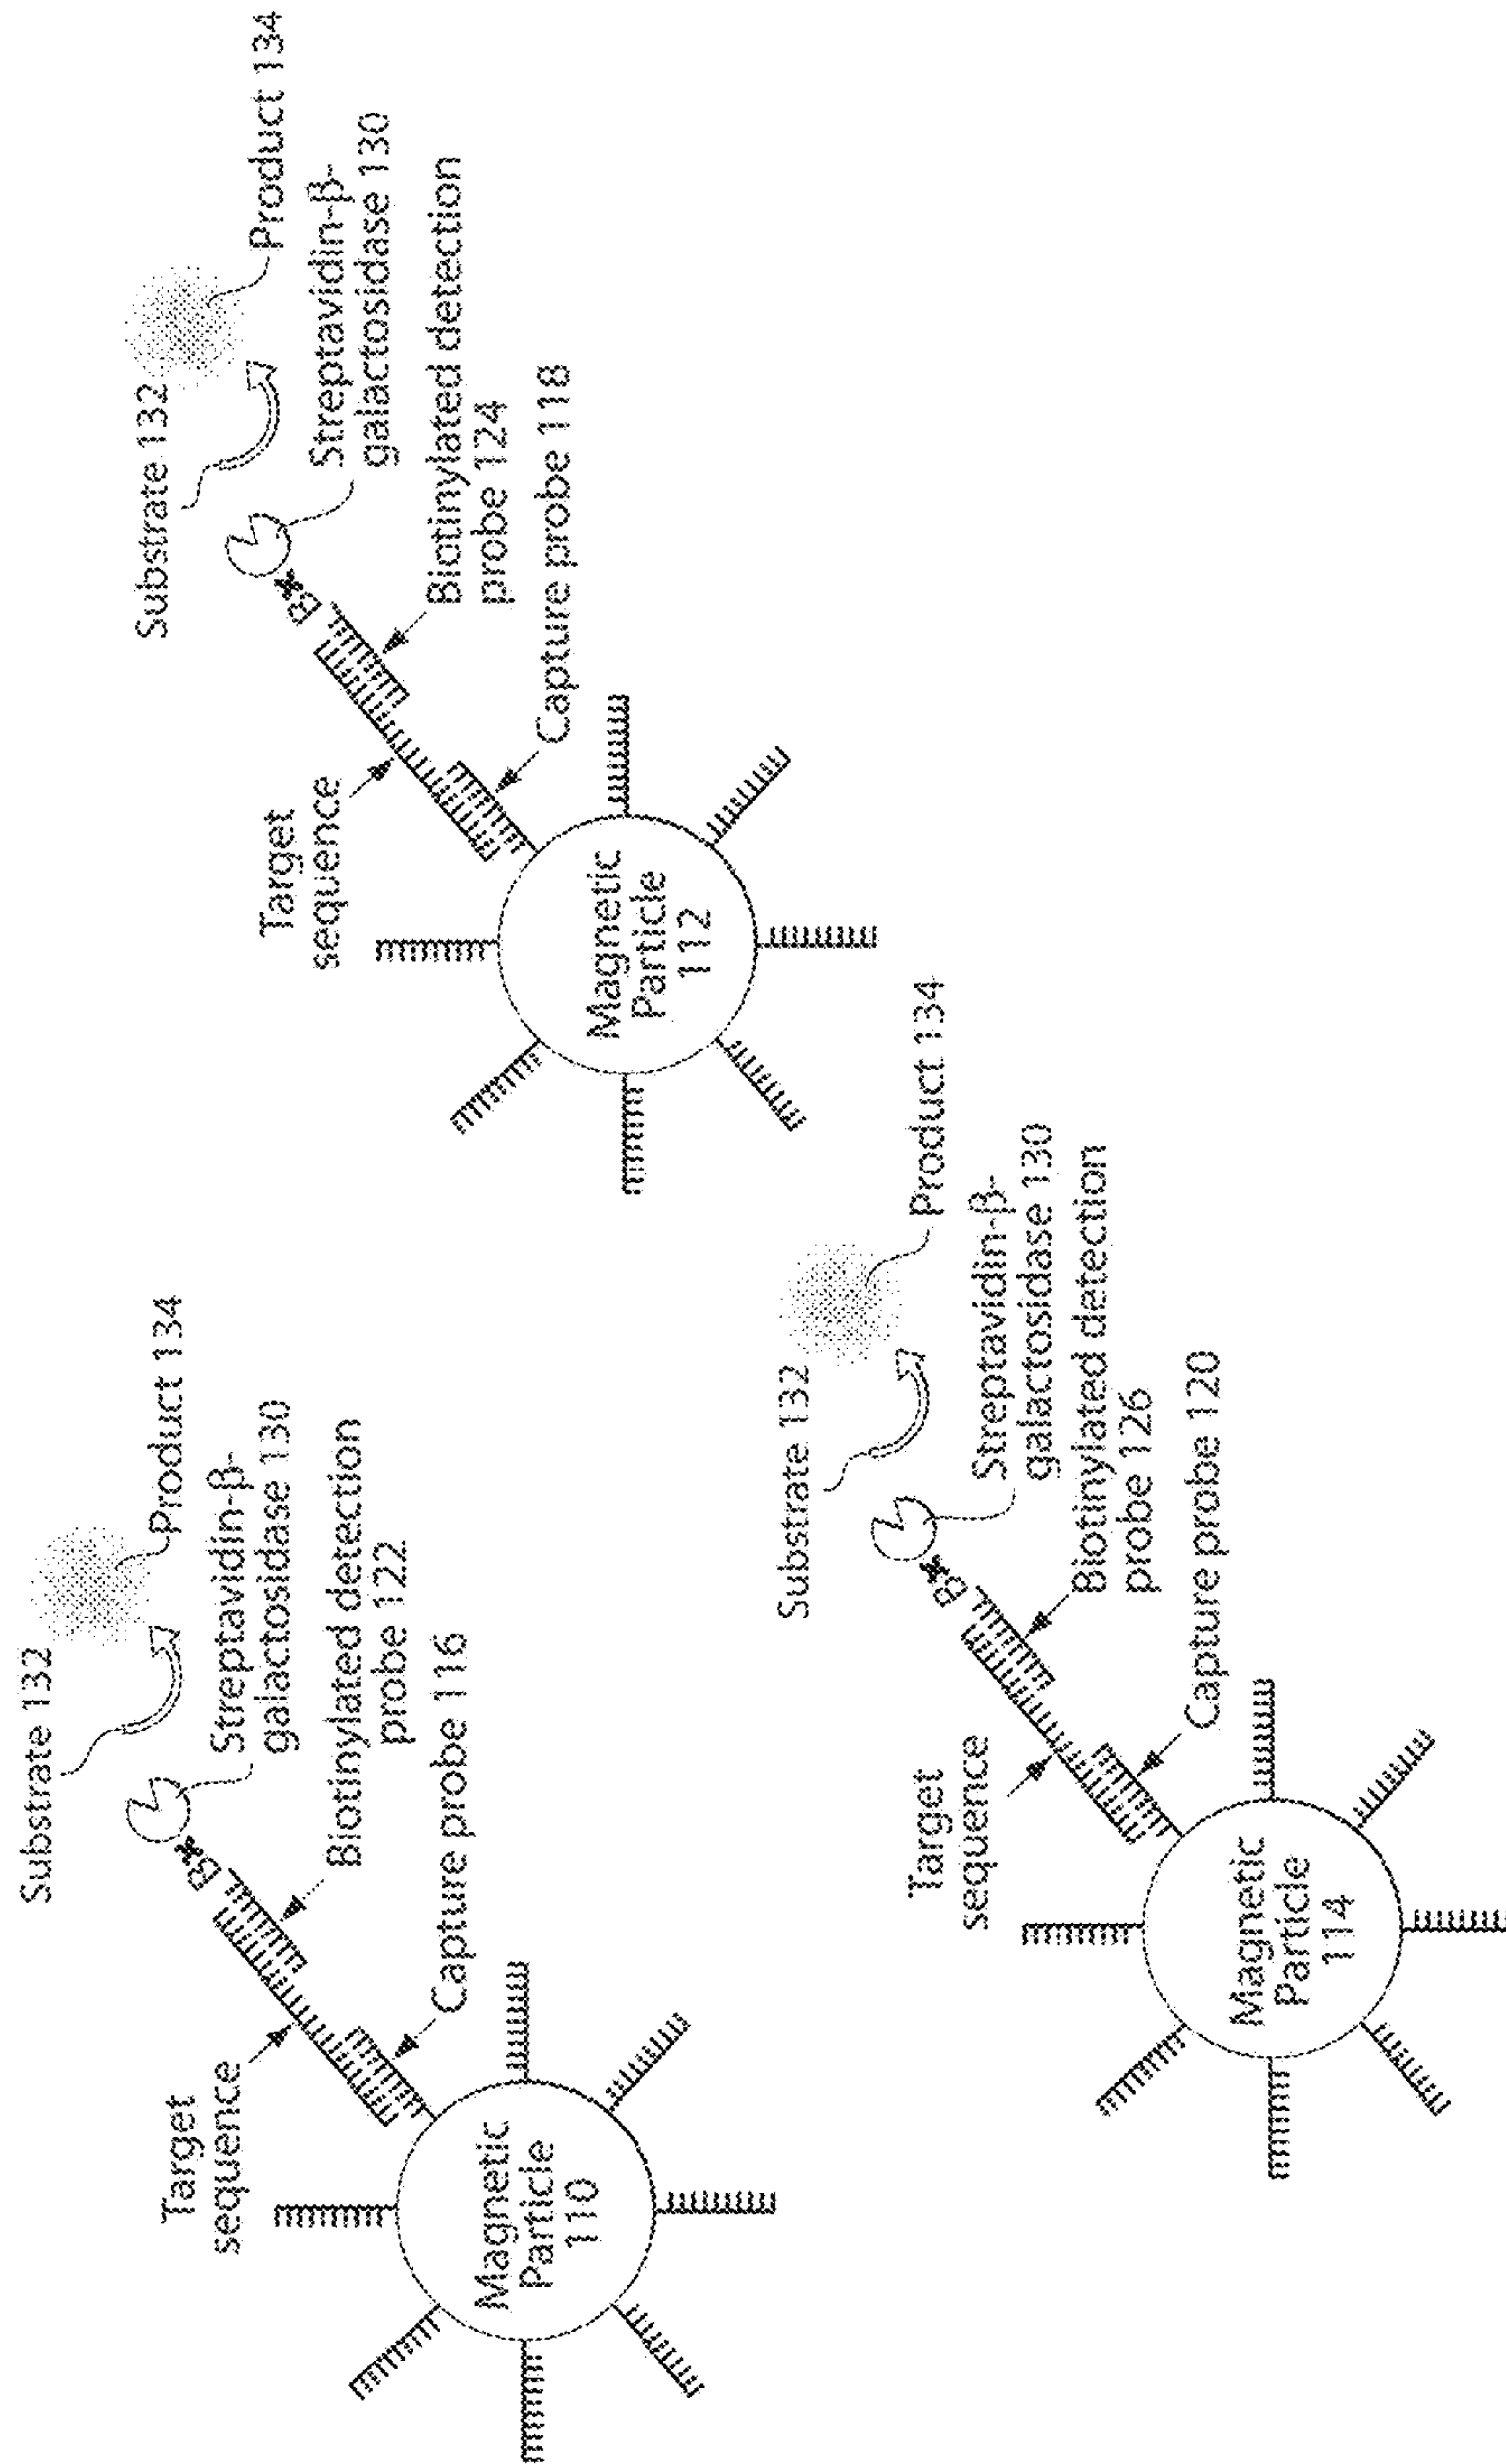 Substrate 132
Product 134
Streptavidin-β-
galactosidase 130
Biotinylated detection
probe 122
Capture probe 116
Target
sequence
Magnetic
Particle
110
B
Substrate 132
Product 134
Streptavidin-β-
galactosidase 130
Biotinylated detection
probe 124
Capture probe 118
Target
sequence
Magnetic
Particle
112
B
Substrate 132
Product 134
Streptavidin-β-
galactosidase 130
Biotinylated detection
probe 126
Capture probe 120
Target
sequence
Magnetic
Particle
114
B